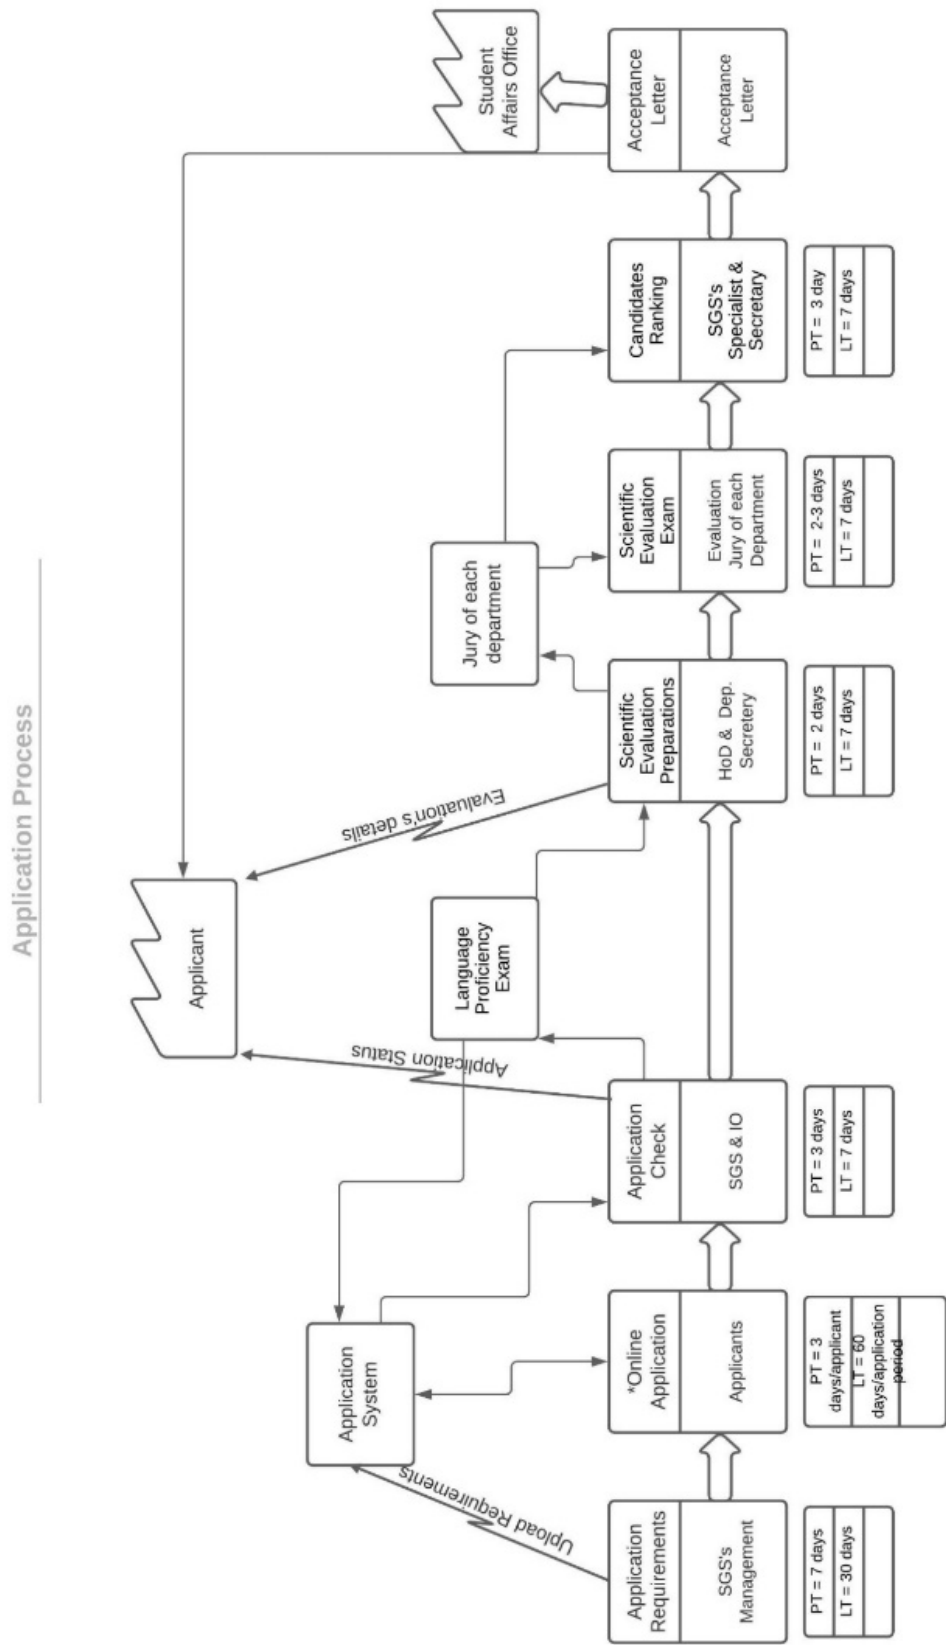 Application Process
Applicant
Application
System
Language
Proficiency
Exam
Jury of each
department
Student
Affairs Office
Upload Requirements
Application Status
Evaluation's details
Application
Requirements
SGS's
Management
PT = 7 days
LT = 30 days
*Online
Application
Applicants
PT = 3
days/applicant
LT = 60
days/application
period
Application
Check
SGS & IO
PT = 3 days
LT = 7 days
Scientific
Evaluation
Preparations
HoD & Dep.
Secretery
PT = 2 days
LT = 7 days
Scientific
Evaluation
Exam
Evaluation
Jury of each
Department
PT = 2-3 days
LT = 7 days
Candidates
Ranking
SGS's
Specialist &
Secretary
PT = 3 day
LT = 7 days
Acceptance
Letter
Acceptance
Letter